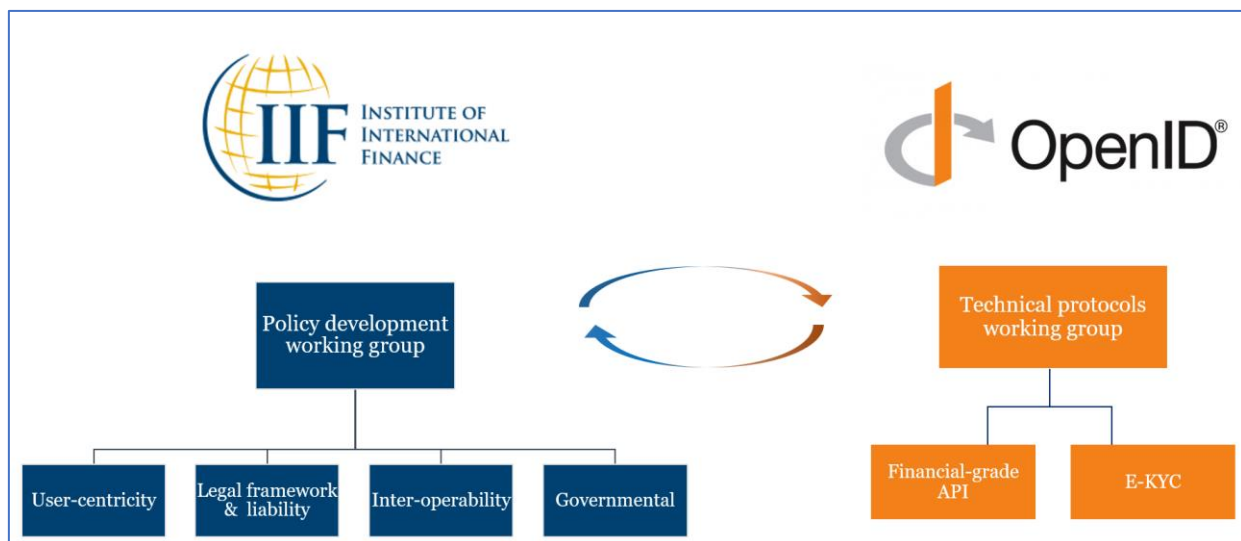 IIF
INSTITUTE OF
INTERNATIONAL
FINANCE
OpenID®
Policy development
working group
Technical protocols
working group
User-centricity
Legal framework
& liability
Inter-operability
Governmental
Financial-grade
API
E-KYC